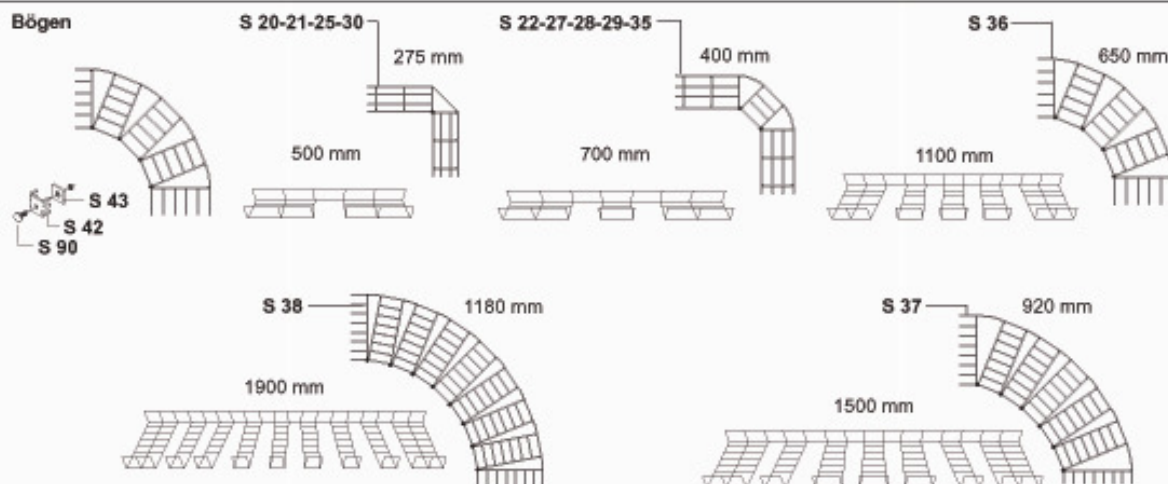 Bögen
S 20-21-25-30
275 mm
500 mm
S 22-27-28-29-35
400 mm
700 mm
S 36
650 mm
1100 mm
S 43
S 42
S 90
S 38
1180 mm
1900 mm
S 37
920 mm
1500 mm